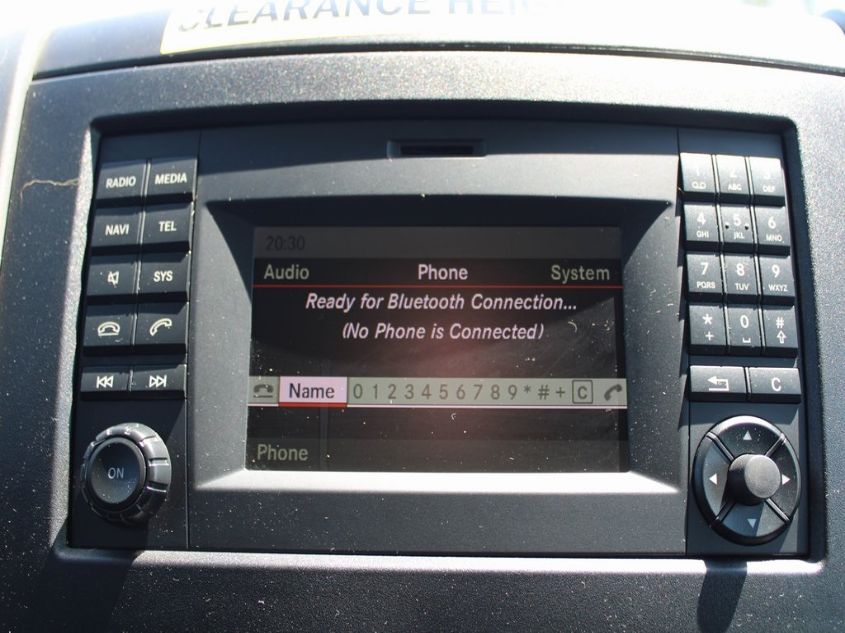 CLEARANCE
RADIO MEDIA
NAVI TEL
SYS
ON
20:30
Audio Phone System
Ready for Bluetooth Connection...
(No Phone is Connected)
Name 0 1 2 3 4 5 6 7 8 9 * # + C
Phone
1 2 3
ABC DEF
4 5 6
GHI JKL MNO
7 8 9
PQRS TUV WXYZ
* 0 #
+
C